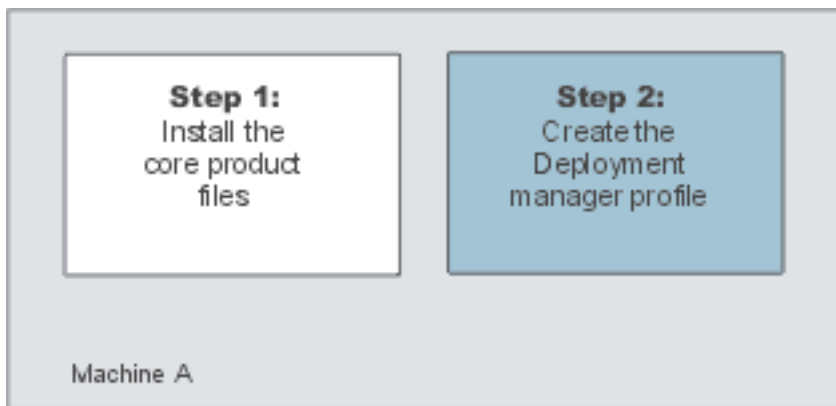 Step 1:
Install the
core product
files
Step 2:
Create the
Deployment
manager profile
Machine A